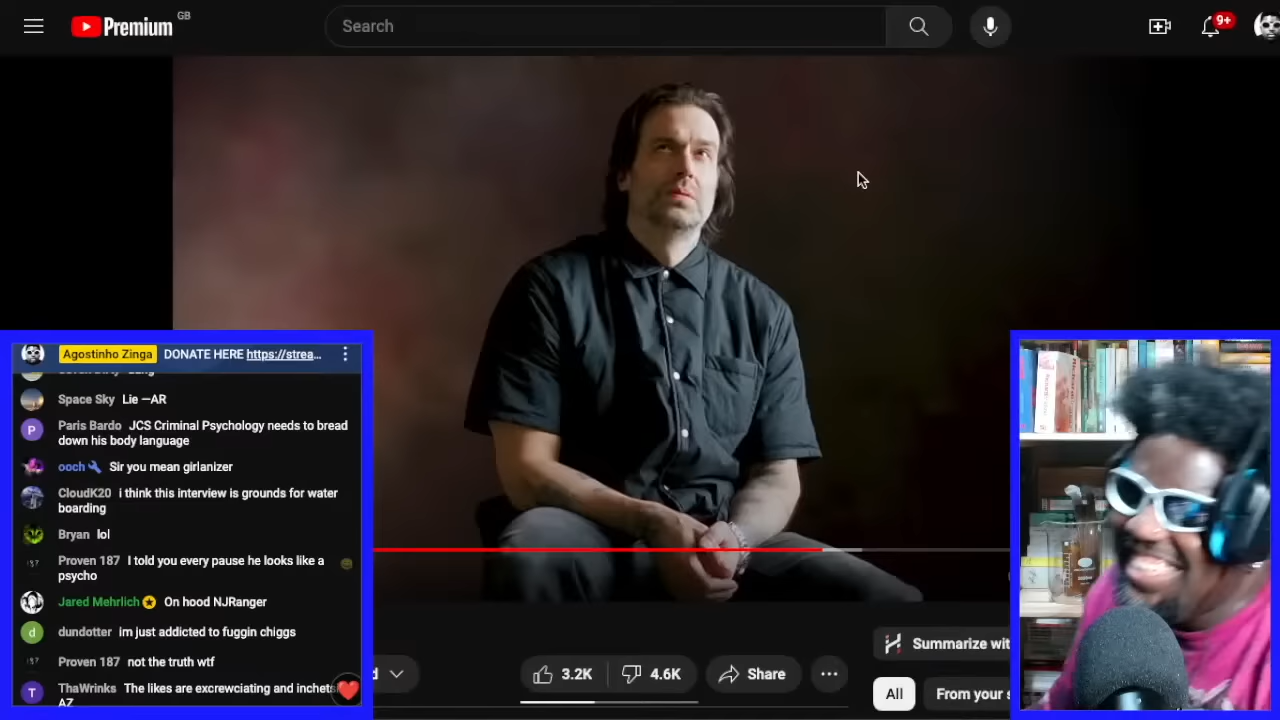 Premium GB
Search
9+
Agostinho Zinga DONATE HERE https://strea...
Space Sky Lie —AR
P Paris Bardo JCS Criminal Psychology needs to bread
down his body language
ooch Sir you mean girlanizer
CloudK20 i think this interview is grounds for water
boarding
Bryan lol
Proven 187 I told you every pause he looks like a
psycho
Jared Mehrlich On hood NJRanger
d dundotter im just addicted to fuggin chiggs
Proven 187 not the truth wtf
T ThaWrinks The likes are excrewciating and inchets
AZ
d
3.2K
4.6K
Share
Summarize wit
All
From your s